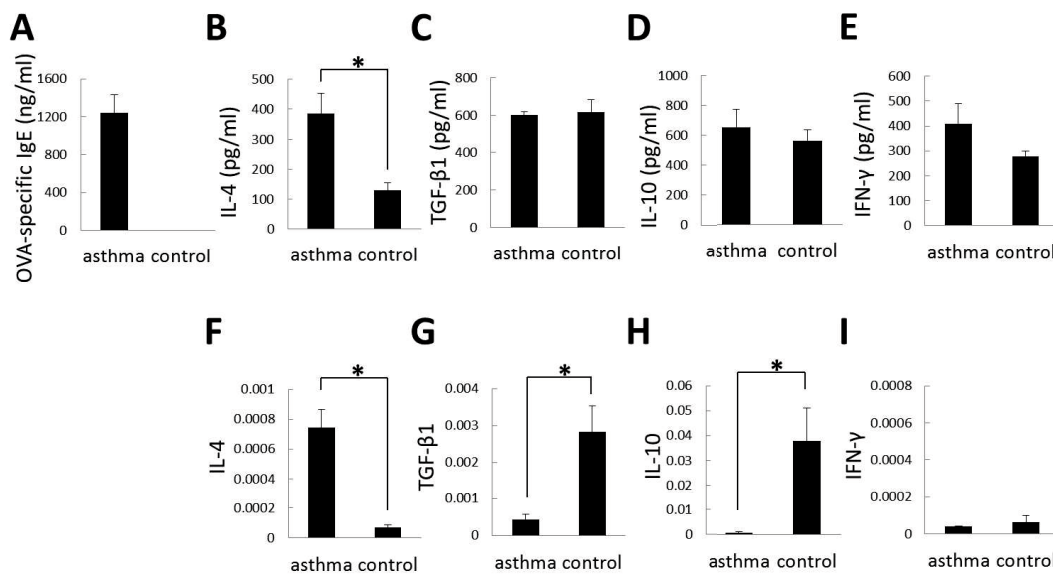 A
OVA-specific IgE (ng/ml)
1600
1200
800
400
0
asthma control
B
*
IL-4 (pg/ml)
500
400
300
200
100
0
asthma control
C
TGF-β1 (pg/ml)
800
600
400
200
0
asthma control
D
IL-10 (pg/ml)
1000
800
600
400
200
0
asthma control
E
IFN-γ (pg/ml)
600
500
400
300
200
100
0
asthma control
F
*
IL-4
0.001
0.0008
0.0006
0.0004
0.0002
0
asthma control
G
*
TGF-β1
0.004
0.003
0.002
0.001
0
asthma control
H
*
IL-10
0.06
0.05
0.04
0.03
0.02
0.01
0
asthma control
I
IFN-γ
0.0008
0.0006
0.0004
0.0002
0
asthma control